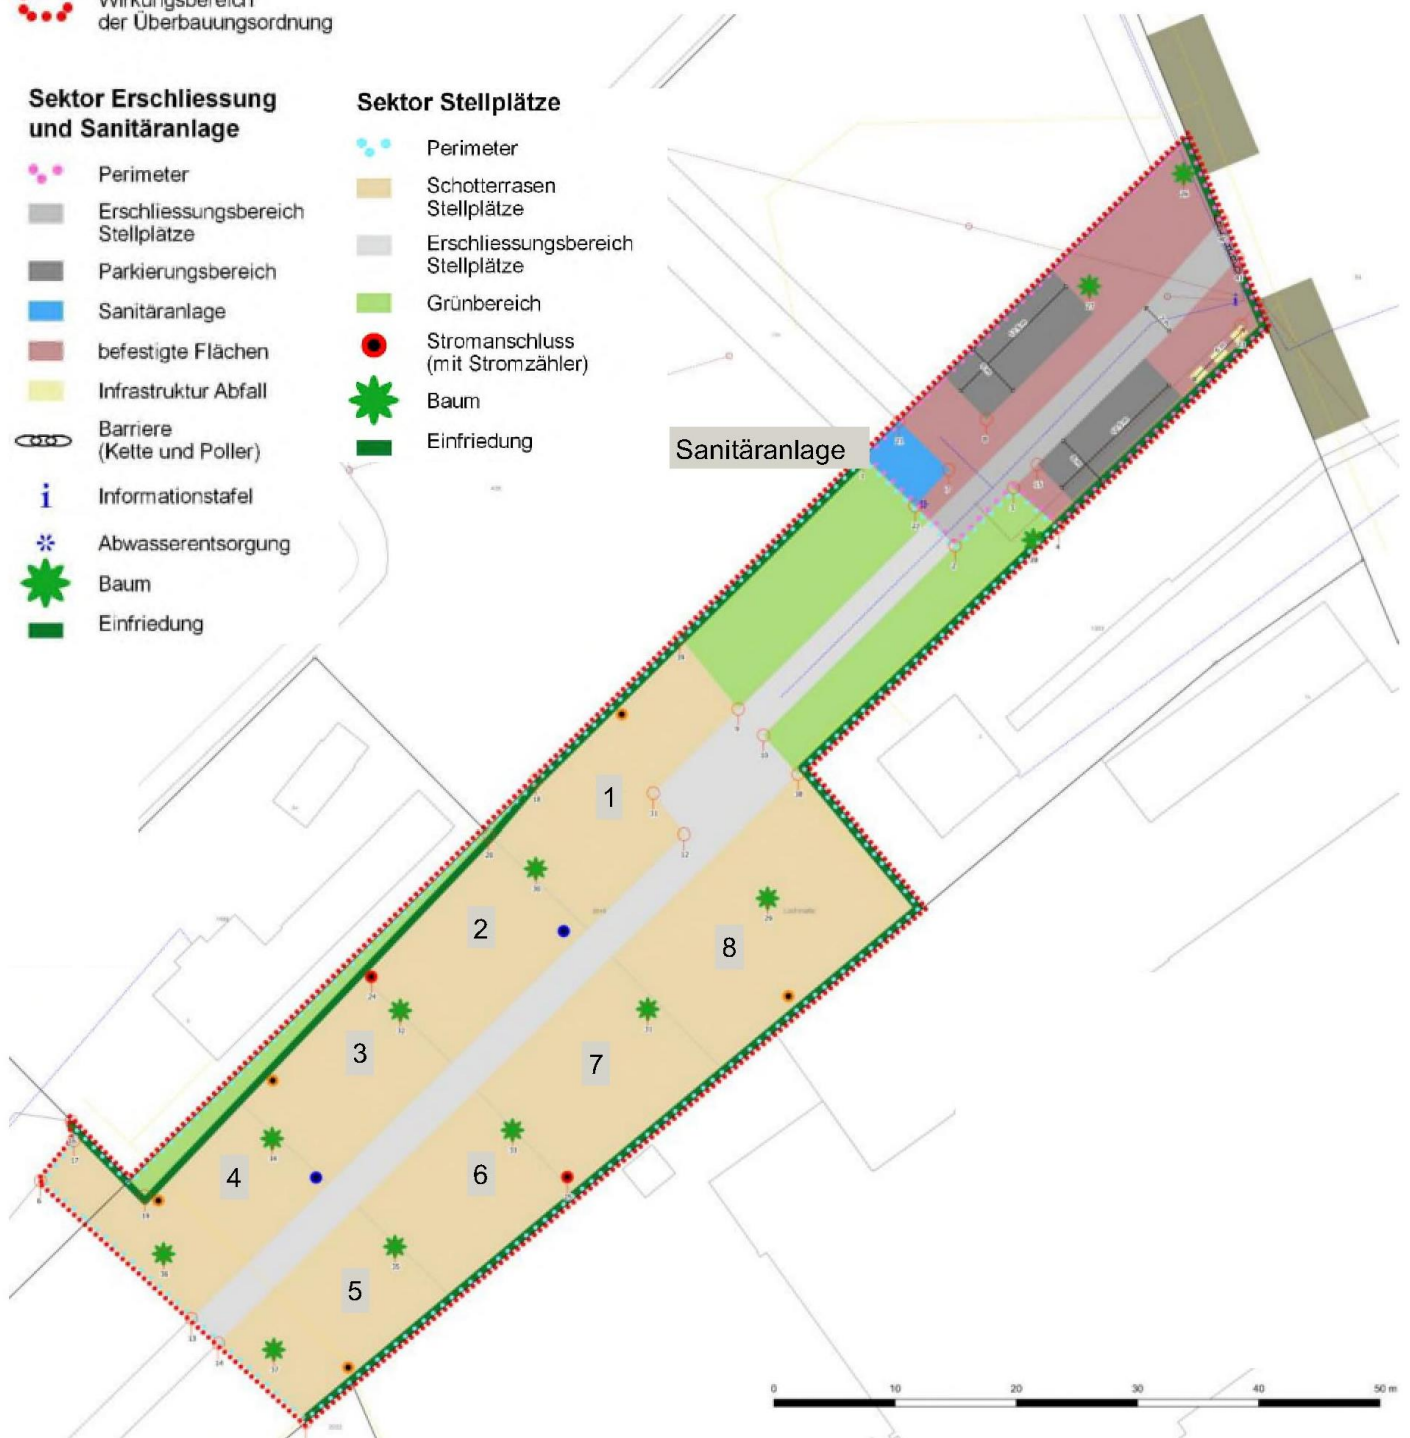 Wirkungsbereich
der Überbauungsordnung
Sektor Erschliessung
und Sanitäranlage
Perimeter
Erschliessungsbereich
Stellplätze
Parkierungsbereich
Sanitäranlage
befestigte Flächen
Infrastruktur Abfall
Barriere
(Kette und Poller)
i Informationstafel
Abwasserentsorgung
Baum
Einfriedung
Sektor Stellplätze
Perimeter
Schotterrasen
Stellplätze
Erschliessungsbereich
Stellplätze
Grünbereich
Stromanschluss
(mit Stromzähler)
Baum
Einfriedung
Sanitäranlage
i
1
2
3
4
5
6
7
8
0 10 20 30 40 50 m